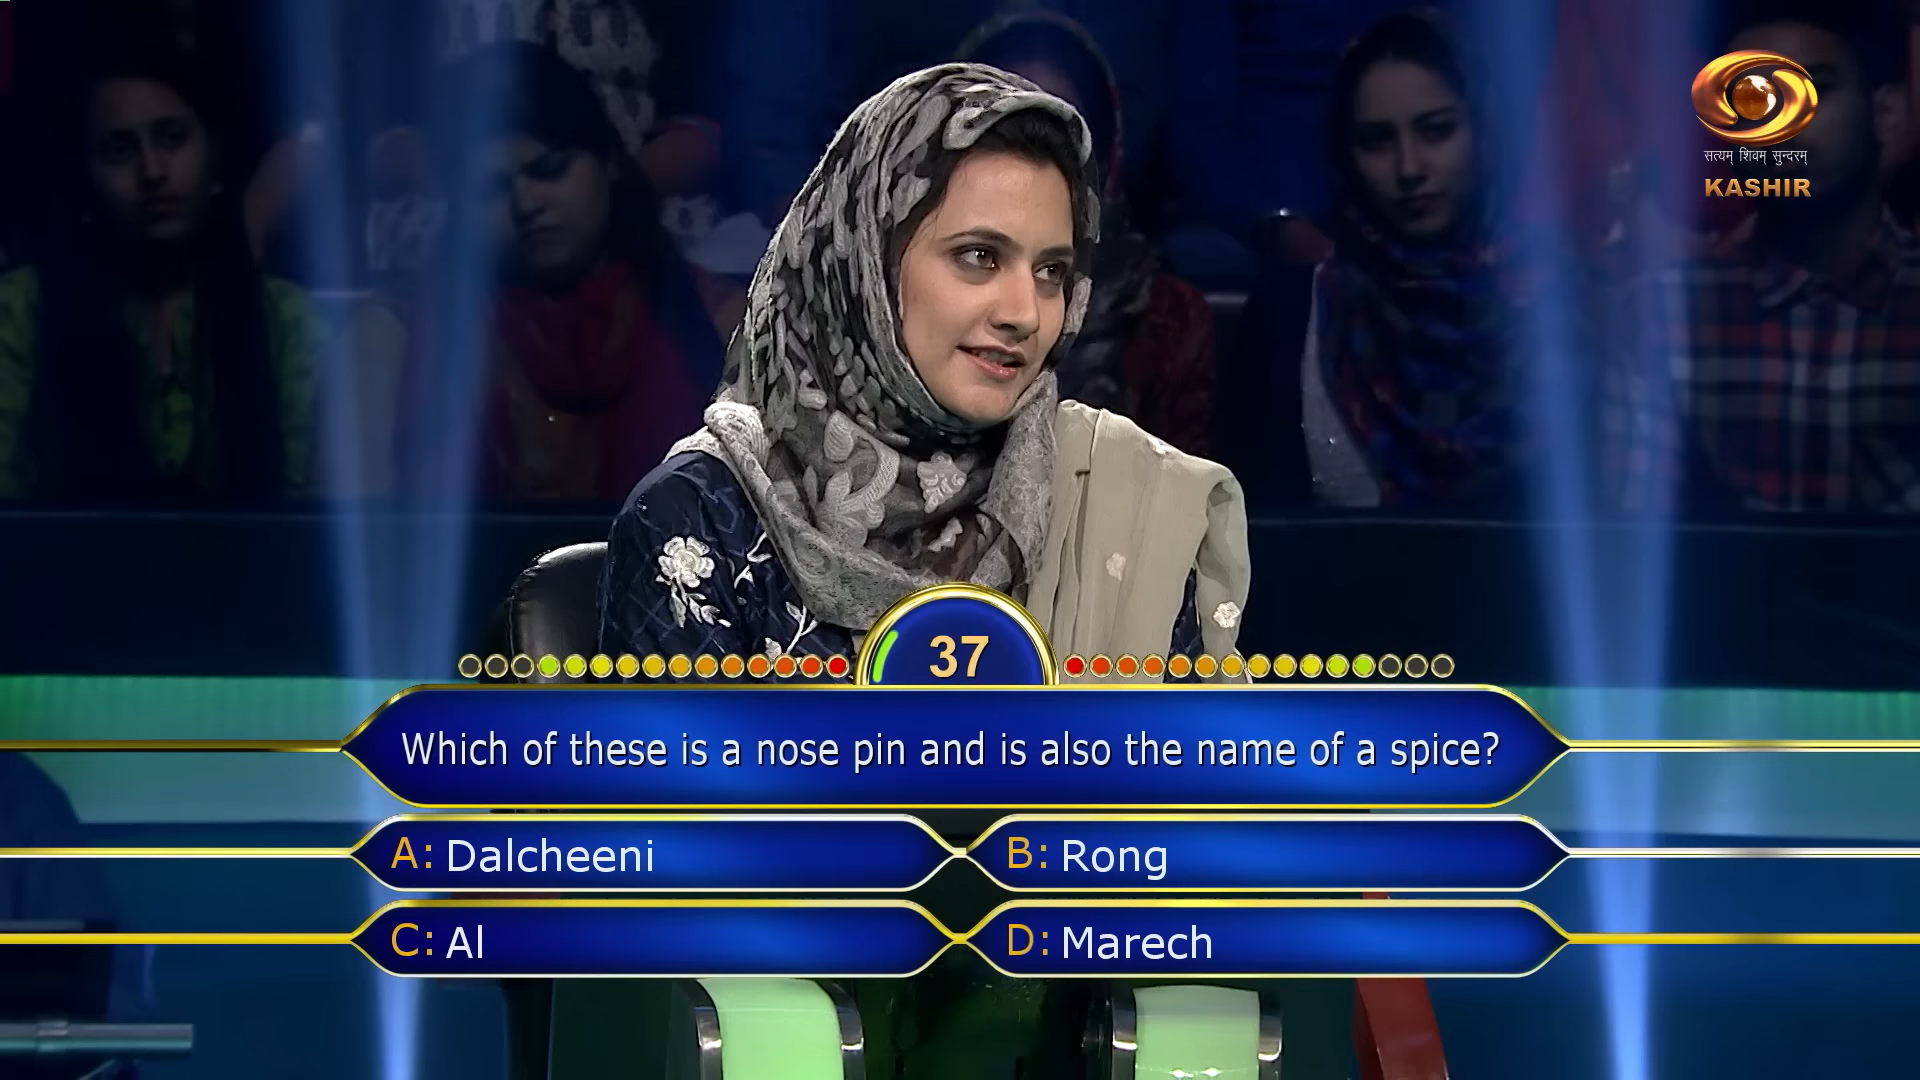 सत्यम् शिवम् सुन्दरम्
KASHIR
37
Which of these is a nose pin and is also the name of a spice?
A: Dalcheeni
B: Rong
C: Al
D: Marech